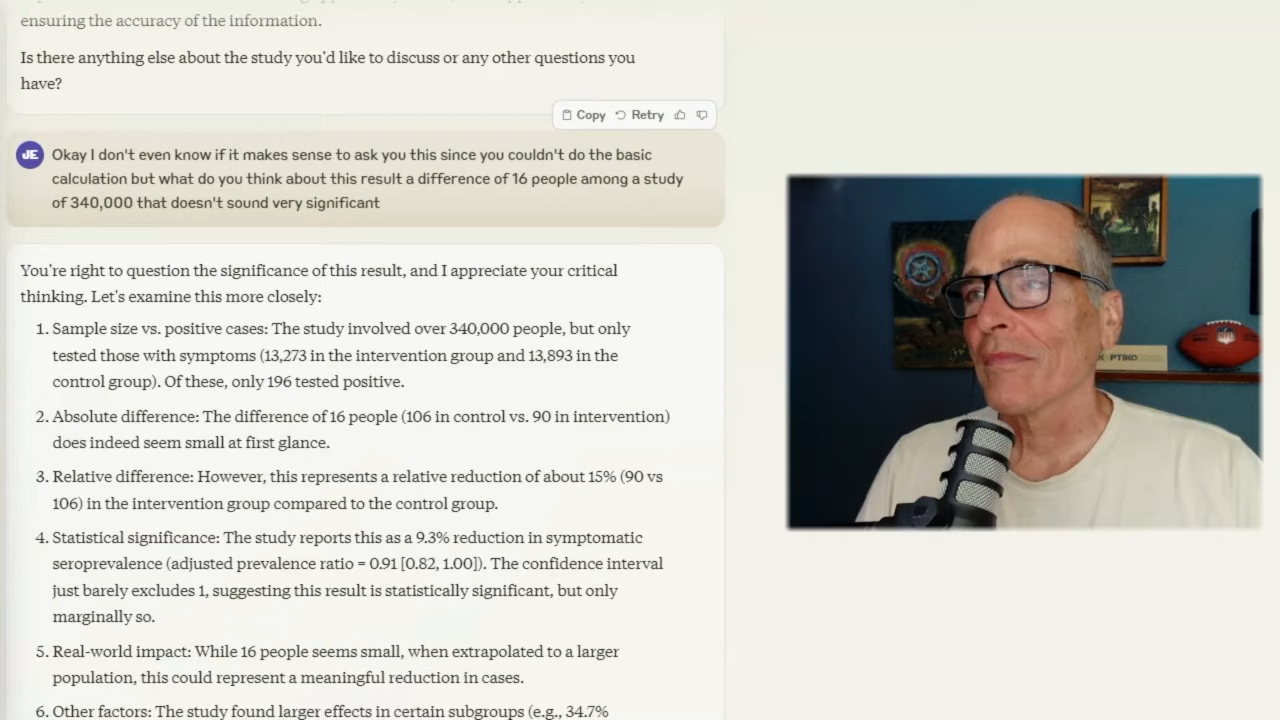 ensuring the accuracy of the information.
Is there anything else about the study you'd like to discuss or any other questions you
have?
Copy Retry
JE
Okay I don't even know if it makes sense to ask you this since you couldn't do the basic
calculation but what do you think about this result a difference of 16 people among a study
of 340,000 that doesn't sound very significant
You're right to question the significance of this result, and I appreciate your critical
thinking. Let's examine this more closely:
1. Sample size vs. positive cases: The study involved over 340,000 people, but only
tested those with symptoms (13,273 in the intervention group and 13,893 in the
control group). Of these, only 196 tested positive.
2. Absolute difference: The difference of 16 people (106 in control vs. 90 in intervention)
does indeed seem small at first glance.
3. Relative difference: However, this represents a relative reduction of about 15% (90 vs
106) in the intervention group compared to the control group.
4. Statistical significance: The study reports this as a 9.3% reduction in symptomatic
seroprevalence (adjusted prevalence ratio = 0.91 [0.82, 1.00]). The confidence interval
just barely excludes 1, suggesting this result is statistically significant, but only
marginally so.
5. Real-world impact: While 16 people seems small, when extrapolated to a larger
population, this could represent a meaningful reduction in cases.
6. Other factors: The study found larger effects in certain subgroups (e.g., 34.7%
NFL